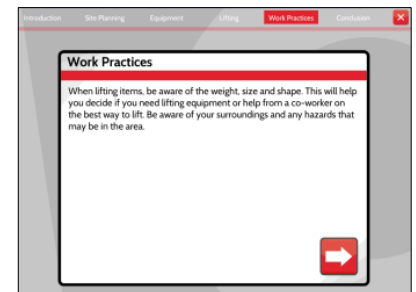 Introduction Site Planning Equipment Lifting Work Practices Conclusion
Work Practices
When lifting items, be aware of the weight, size and shape. This will help
you decide if you need lifting equipment or help from a co-worker on
the best way to lift. Be aware of your surroundings and any hazards that
may be in the area.